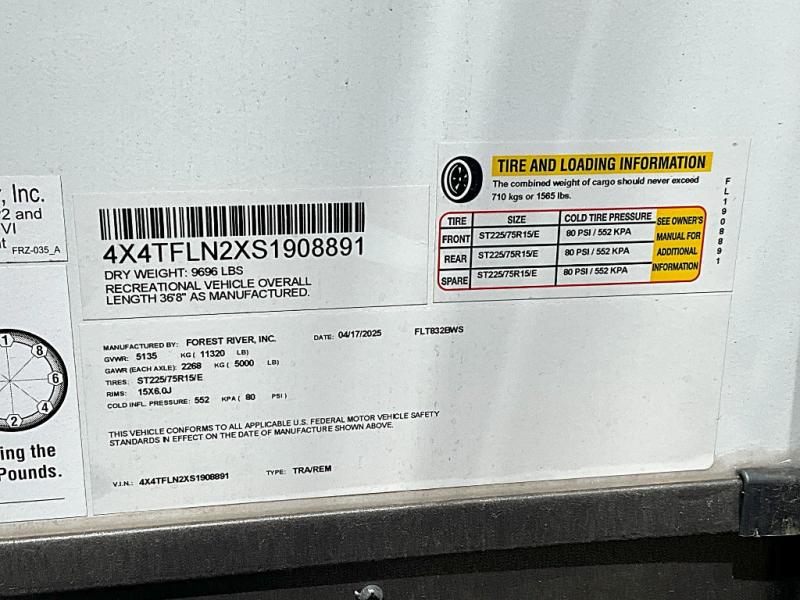 , Inc.
2 and
VI
nt FRZ-035_A
1
8
6
4
2
ing the
Pounds.
4X4TFLN2XS1908891
DRY WEIGHT: 9696 LBS
RECREATIONAL VEHICLE OVERALL
LENGTH 36'8" AS MANUFACTURED.
TIRE AND LOADING INFORMATION
The combined weight of cargo should never exceed
710 kgs or 1565 lbs.
TIRE SIZE COLD TIRE PRESSURE
FRONT ST225/75R15/E 80 PSI / 552 KPA
REAR ST225/75R15/E 80 PSI / 552 KPA
SPARE ST225/75R15/E 80 PSI / 552 KPA
SEE OWNER'S
MANUAL FOR
ADDITIONAL
INFORMATION
FL1908891
MANUFACTURED BY: FOREST RIVER, INC. DATE: 04/17/2025 FLT832BWS
GVWR: 5135 KG ( 11320 LB)
GAWR (EACH AXLE): 2268 KG ( 5000 LB)
TIRES: ST225/75R15/E
RIMS: 15X6.0J
COLD INFL. PRESSURE: 552 KPA ( 80 PSI)
THIS VEHICLE CONFORMS TO ALL APPLICABLE U.S. FEDERAL MOTOR VEHICLE SAFETY
STANDARDS IN EFFECT ON THE DATE OF MANUFACTURE SHOWN ABOVE.
V.I.N.: 4X4TFLN2XS1908891 TYPE: TRA/REM